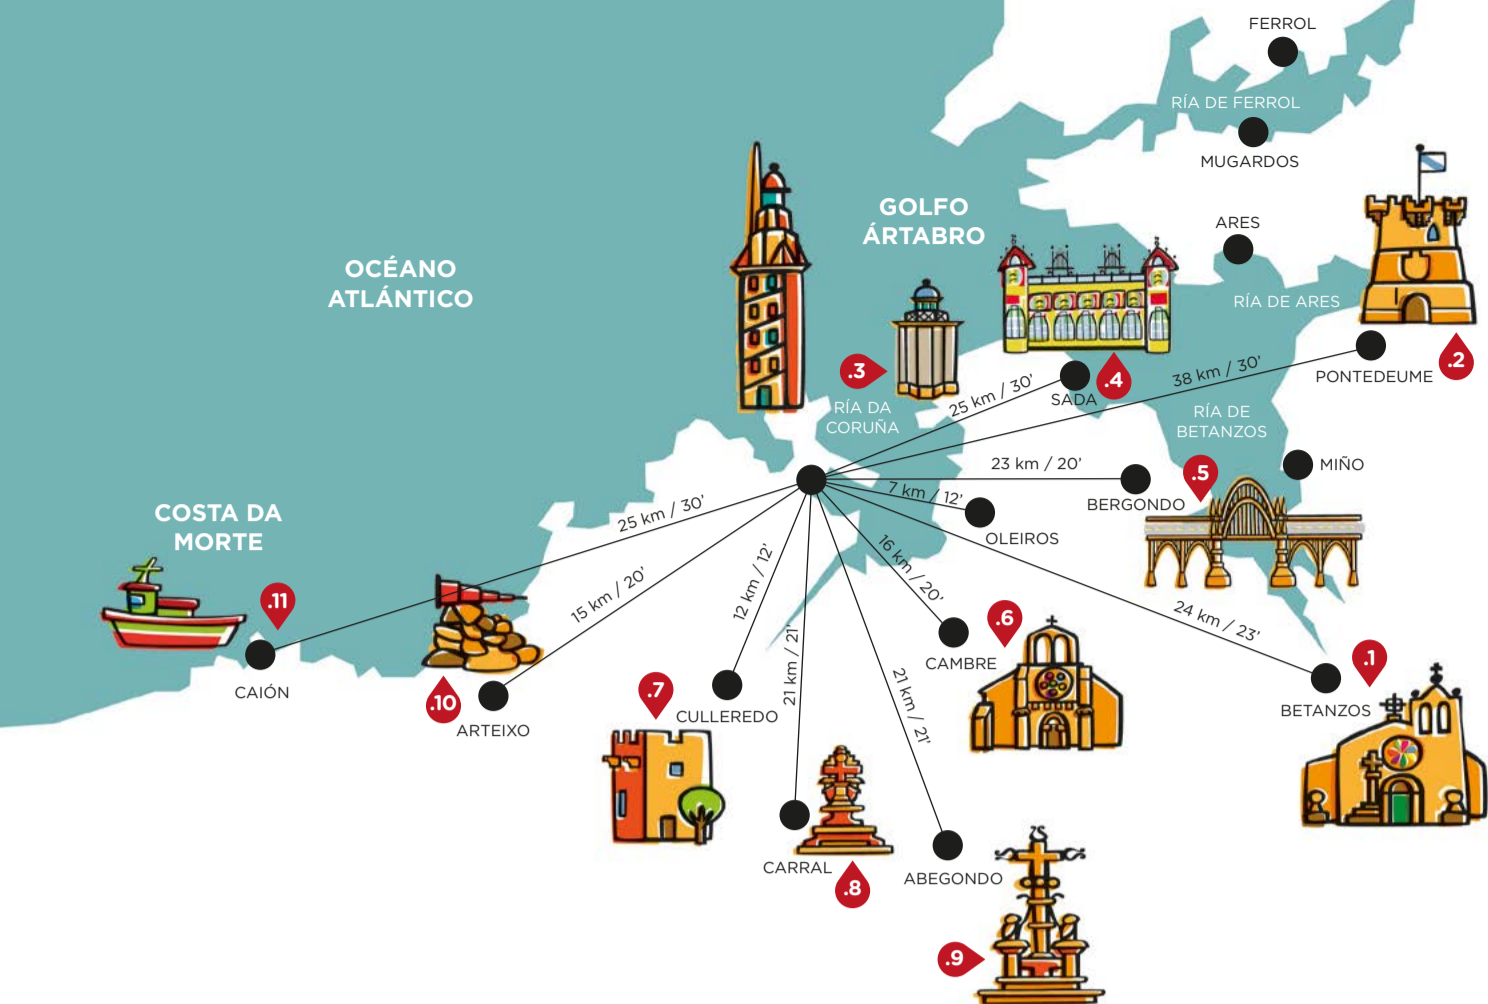 FERROL
RÍA DE FERROL
MUGARDOS
GOLFO
ÁRTABRO
ARES
OCÉANO
ATLÁNTICO
RÍA DE ARES
.3
.4
38 km / 30'
.2
PONTEDEUME
25 km / 30'
SADA
RÍA DA
CORUÑA
RÍA DE
BETANZOS
23 km / 20'
.5
MIÑO
7 km / 12'
BERGONDO
COSTA DA
MORTE
25 km / 30'
OLEIROS
16 km / 20'
12 km / 12'
15 km / 20'
.11
24 km / 23'
.6
CAMBRE
21 km / 21'
.1
CAIÓN
.10
ARTEIXO
.7
CULLEREDO
21 km / 21'
BETANZOS
CARRAL
.8
ABEGONDO
.9